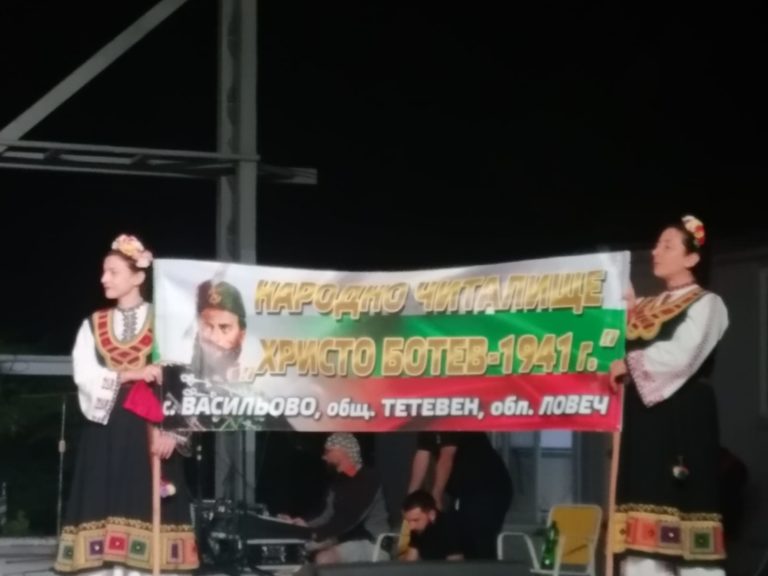 НАРОДНО ЧИТАЛИЩЕ
„ХРИСТО БОТЕВ-1941 г."
с. ВАСИЛЬОВО, общ. ТЕТЕВЕН, обл. ЛОВЕЧ